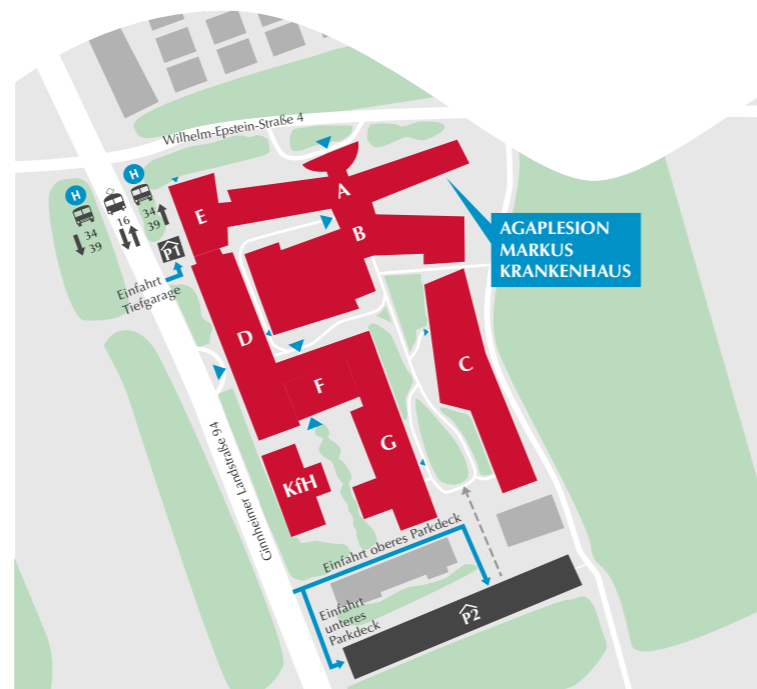 Wilhelm-Epstein-Straße 4
H
H
34
39
16
34
39
P1
Einfahrt
Tiefgarage
E
A
B
AGAPLESION
MARKUS
KRANKENHAUS
D
C
F
G
KfH
Ginnheimer Landstraße 94
Einfahrt oberes Parkdeck
Einfahrt
unteres
Parkdeck
P2